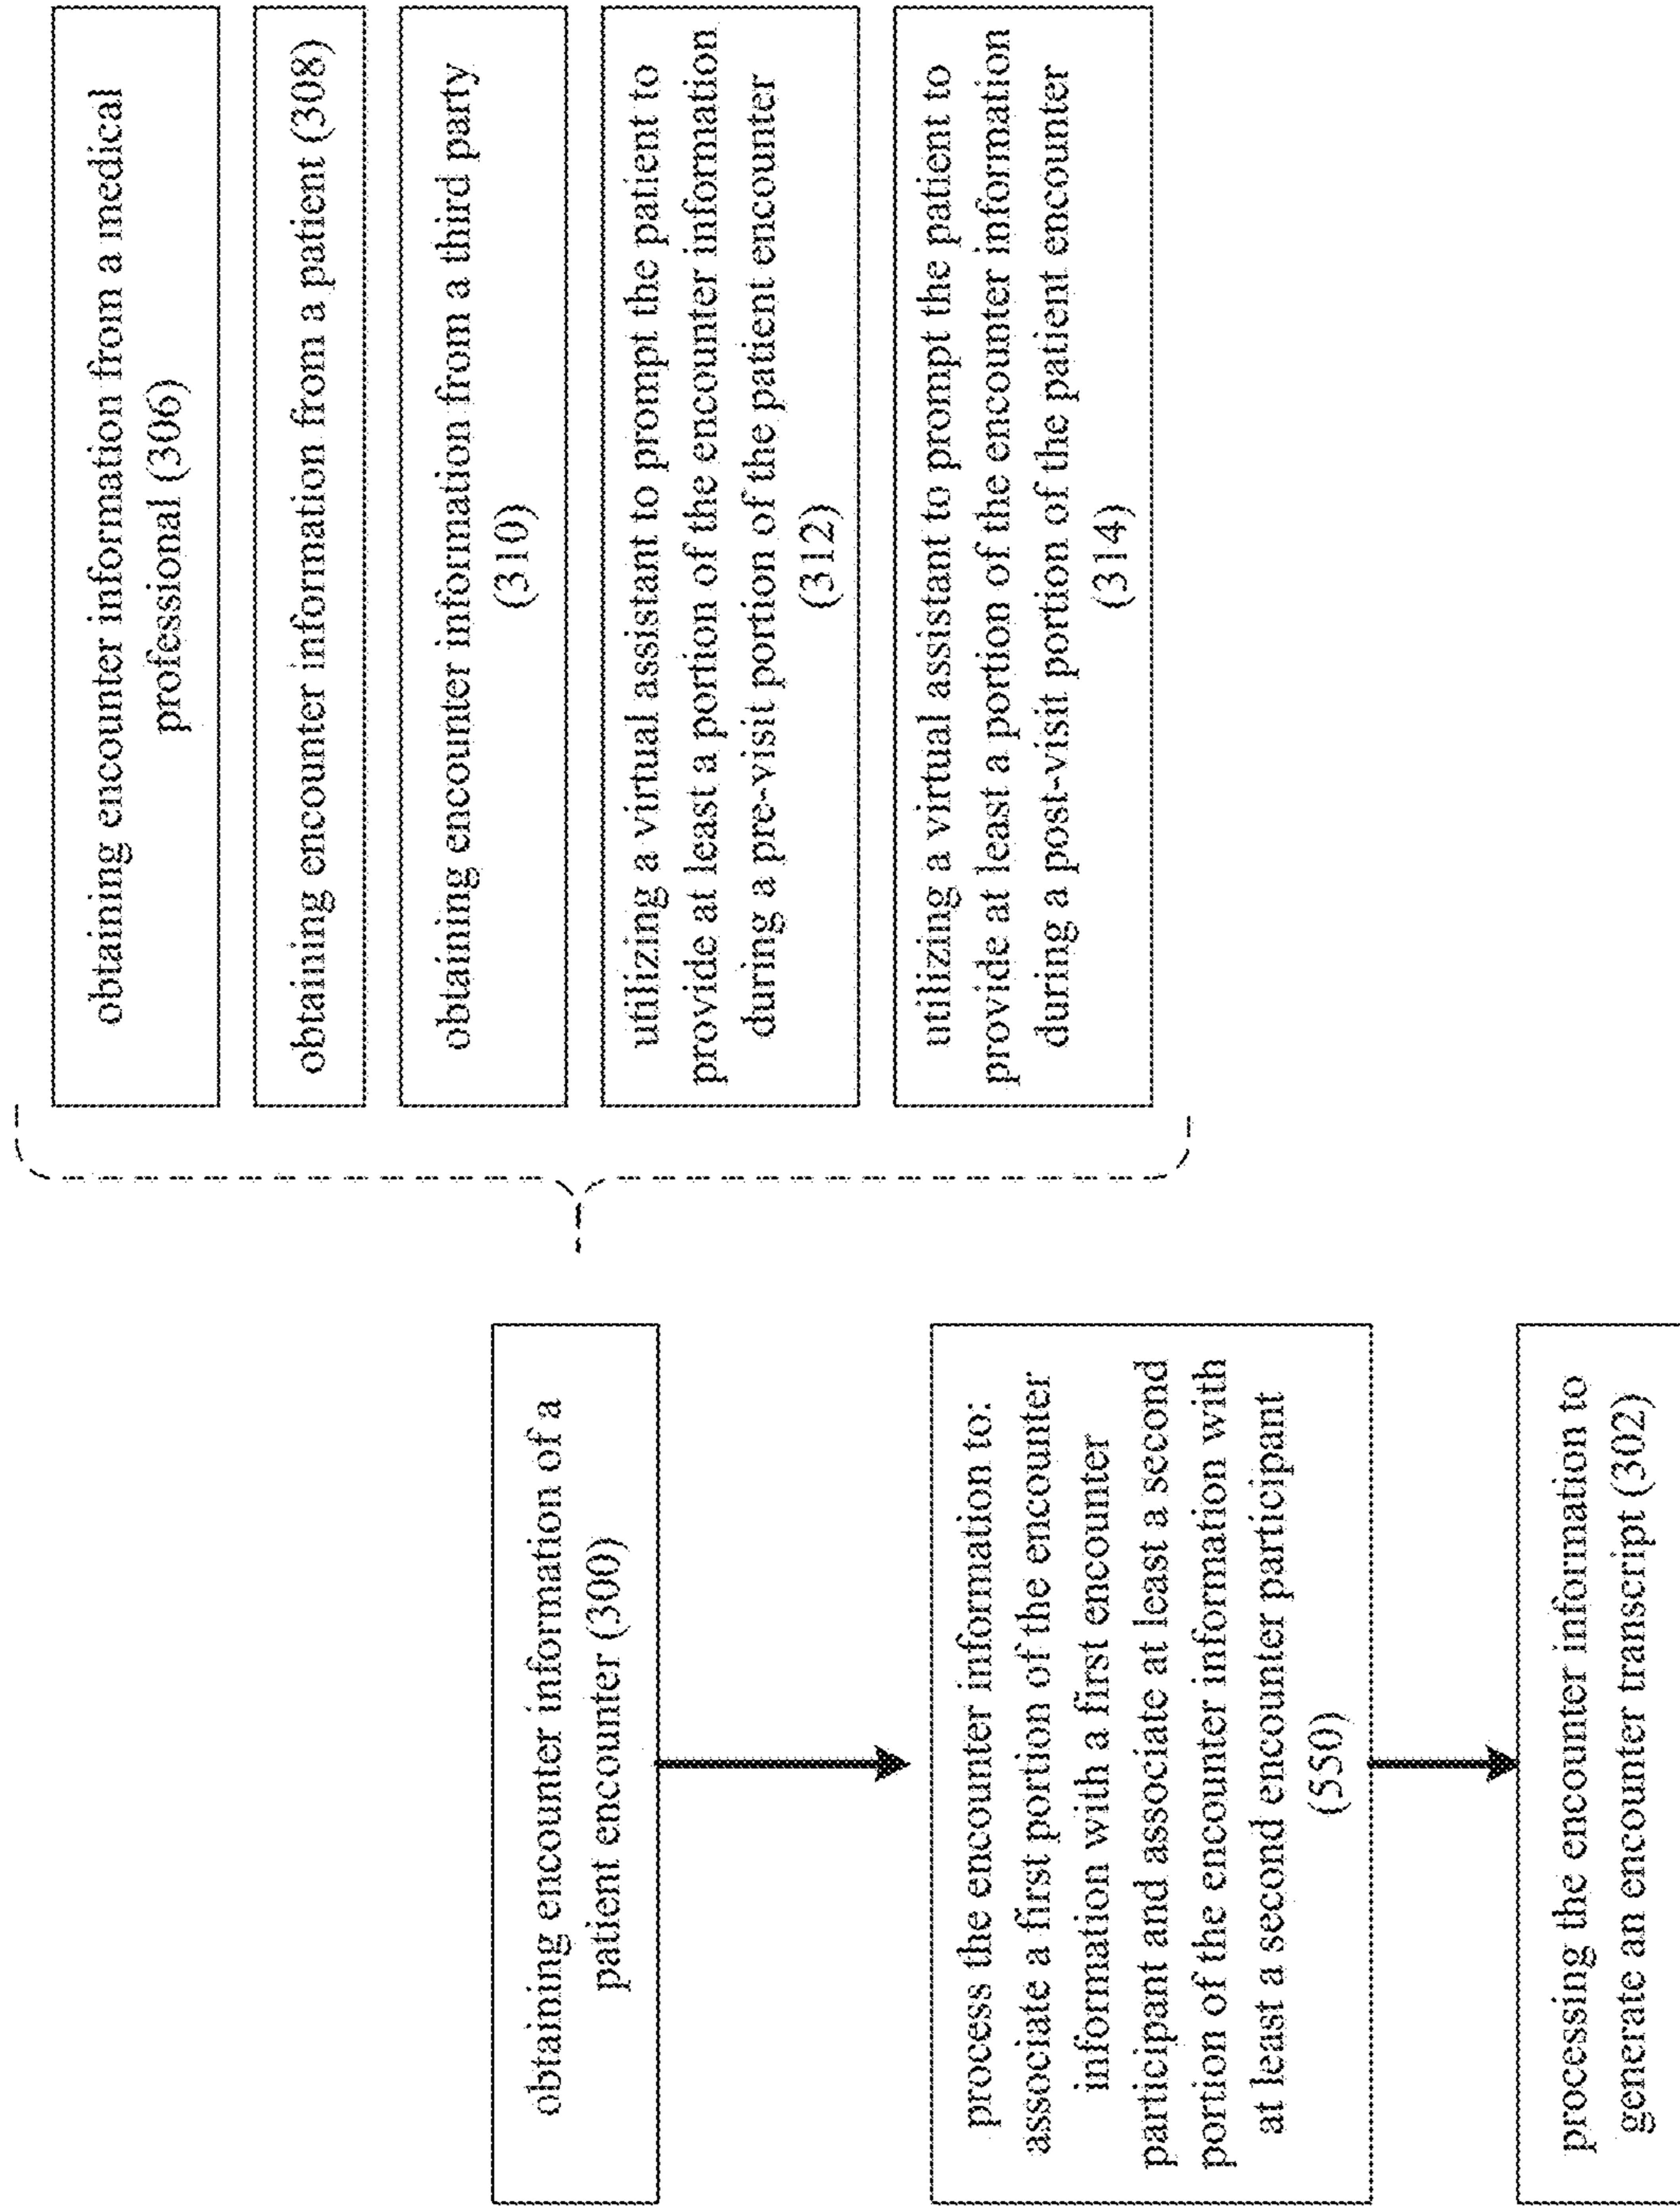 obtaining encounter information of a
patient encounter (300)
process the encounter information to:
associate a first portion of the encounter
information with a first encounter
participant and associate at least a second
portion of the encounter information with
at least a second encounter participant
(550)
processing the encounter information to
generate an encounter transcript (302)
obtaining encounter information from a medical
professional (306)
obtaining encounter information from a patient (308)
obtaining encounter information from a third party
(310)
utilizing a virtual assistant to prompt the patient to
provide at least a portion of the encounter information
during a pre-visit portion of the patient encounter
(312)
utilizing a virtual assistant to prompt the patient to
provide at least a portion of the encounter information
during a post-visit portion of the patient encounter
(314)